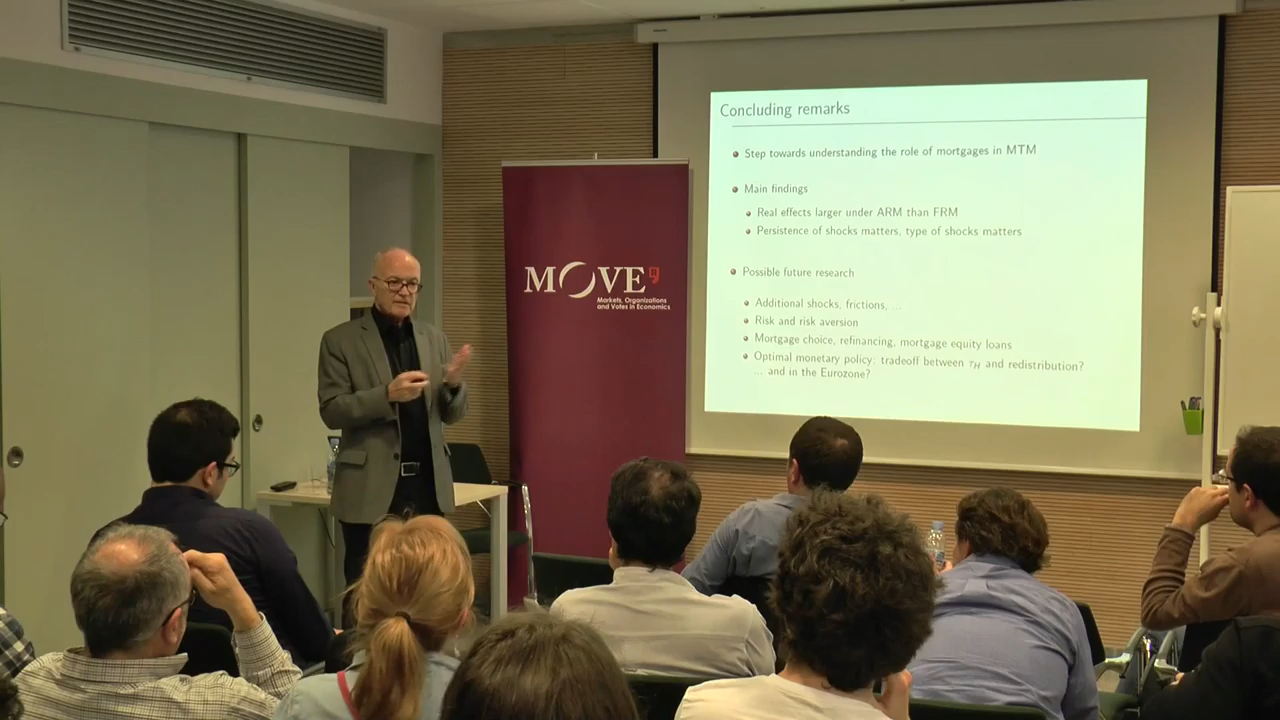 MOVE
Markets, Organizations
and Votes in Economics
Concluding remarks
Step towards understanding the role of mortgages in MTM
Main findings
Real effects larger under ARM than FRM
Persistence of shocks matters, type of shocks matters
Possible future research
Additional shocks, frictions, ...
Risk and risk aversion
Mortgage choice, refinancing, mortgage equity loans
Optimal monetary policy: tradeoff between τH and redistribution?
... and in the Eurozone?